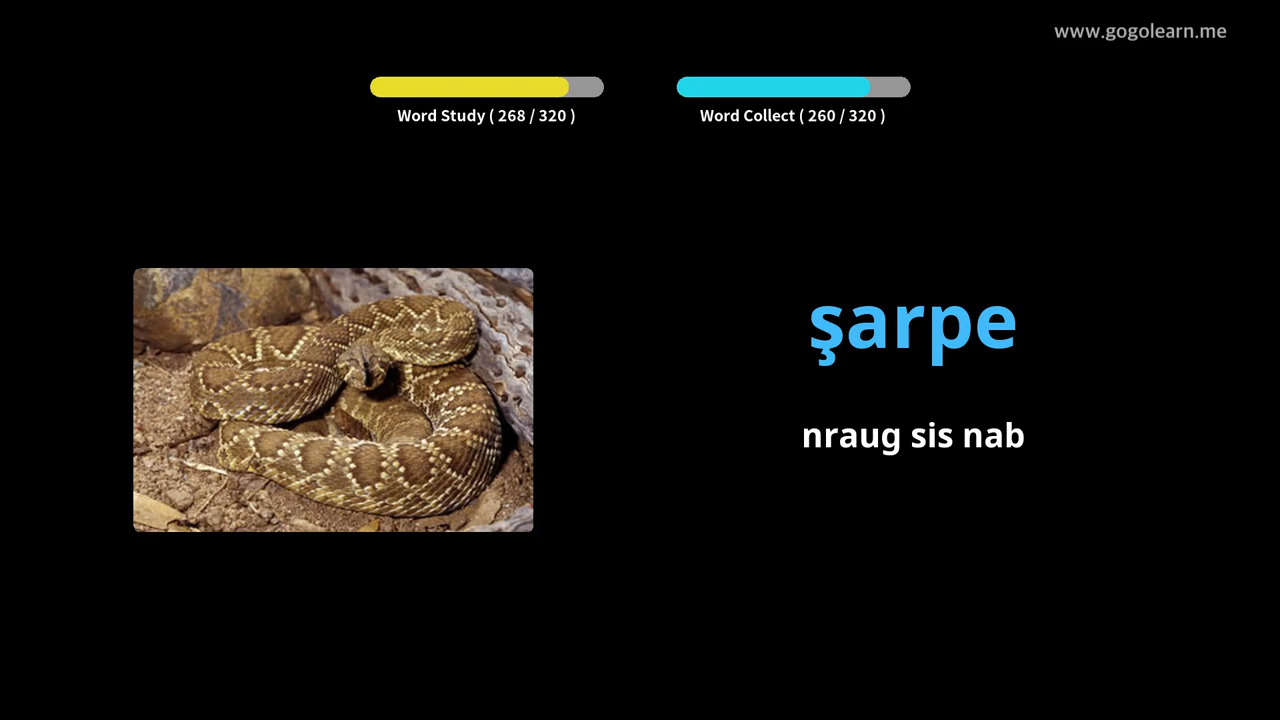 www.gogolearn.me
Word Study ( 268 / 320 )
Word Collect ( 260 / 320 )
şarpe
nraug sis nab